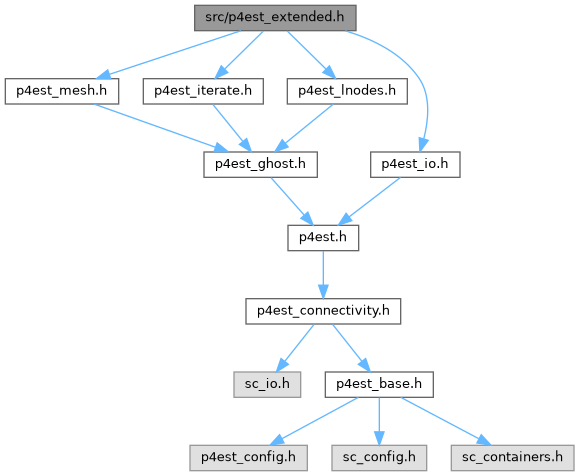 src/p4est_extended.h
p4est_mesh.h
p4est_iterate.h
p4est_lnodes.h
p4est_ghost.h
p4est_io.h
p4est.h
p4est_connectivity.h
sc_io.h
p4est_base.h
p4est_config.h
sc_config.h
sc_containers.h